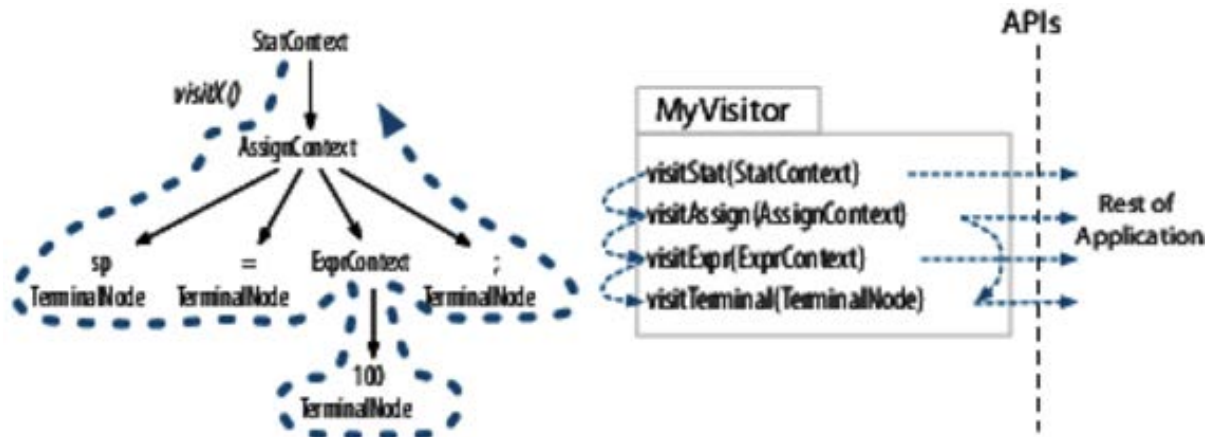 StatContext
visitX()
AssignContext
sp = ExprContext ;
TerminalNode TerminalNode TerminalNode
100
TerminalNode
APIs
MyVisitor
visitStat(StatContext)
visitAssign(AssignContext)
visitExpr(ExprContext)
visitTerminal(TerminalNode)
Rest of
Application